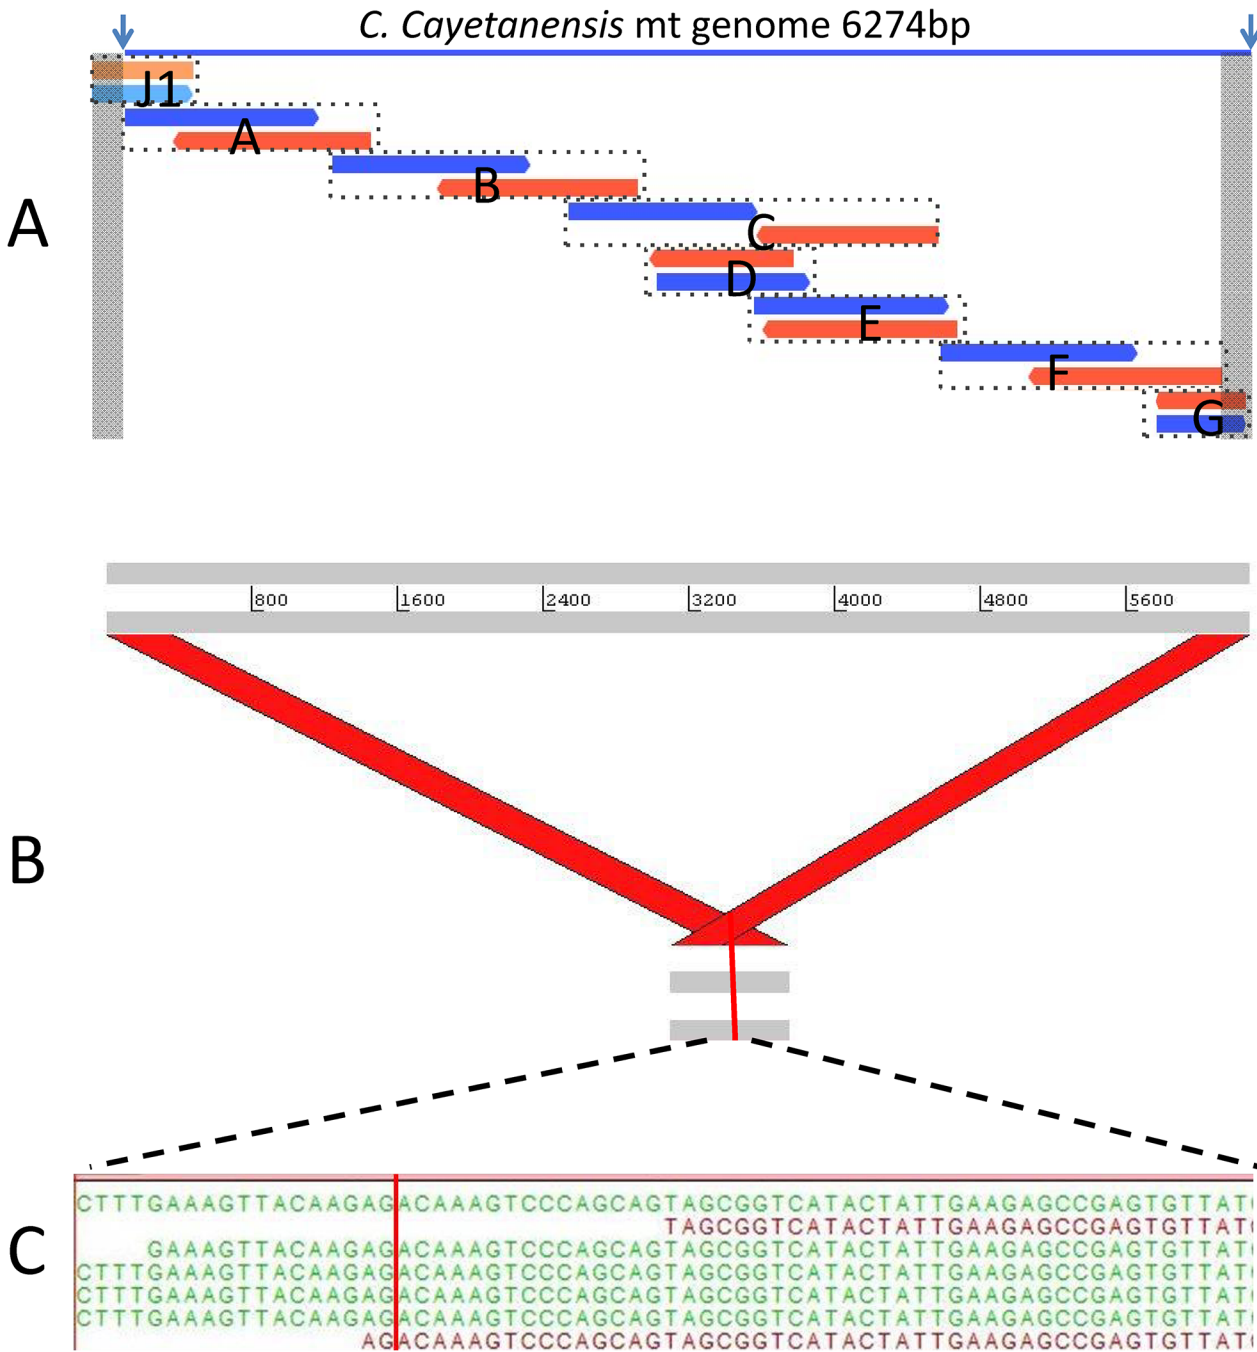 C. Cayetanensis mt genome 6274bp
J1
A
B
A
C
D
E
F
G
800 1600 2400 3200 4000 4800 5600
B
CTTTGAAAGTTACAAGAGACAAAGTCCCAGCAGTAGCGGTCATACTATTGAAGAGCCGAGTGTTAT
TAGCGGTCATACTATTGAAGAGCCGAGTGTTAT
C
GAAAGTTACAAGAGACAAAGTCCCAGCAGTAGCGGTCATACTATTGAAGAGCCGAGTGTTAT
CTTTGAAAGTTACAAGAGACAAAGTCCCAGCAGTAGCGGTCATACTATTGAAGAGCCGAGTGTTAT
CTTTGAAAGTTACAAGAGACAAAGTCCCAGCAGTAGCGGTCATACTATTGAAGAGCCGAGTGTTAT
CTTTGAAAGTTACAAGAGACAAAGTCCCAGCAGTAGCGGTCATACTATTGAAGAGCCGAGTGTTAT
AGACAAAGTCCCAGCAGTAGCGGTCATACTATTGAAGAGCCGAGTGTTAT